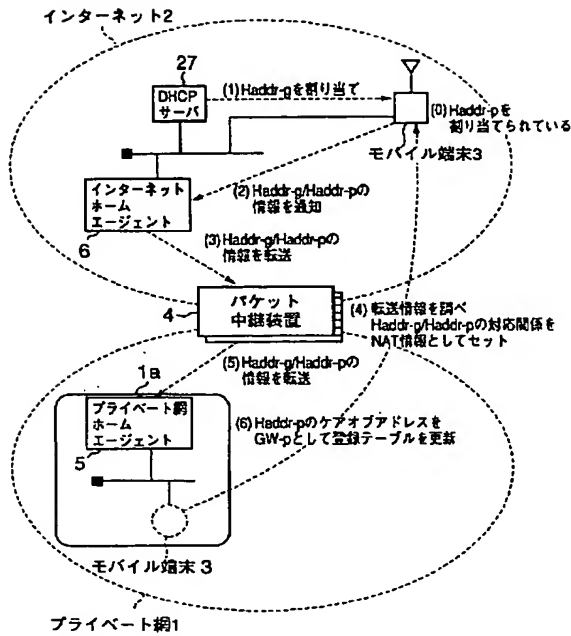 インターネット2
27
DHCP
サーバ
(1) Haddr-gを割り当て
(0) Haddr-pを
割り当てられている
モバイル端末3
インターネット
ホーム
エージェント
6
(2) Haddr-g/Haddr-pの
情報を通知
(3) Haddr-g/Haddr-pの
情報を転送
パケット
中継装置
4
(4) 転送情報を調べ
Haddr-g/Haddr-pの対応関係を
NAT情報としてセット
(5) Haddr-g/Haddr-pの
情報を転送
1a
プライベート網
ホーム
エージェント
5
(6) Haddr-pのケアオブアドレスを
GW-pとして登録テーブルを更新
モバイル端末3
プライベート網1